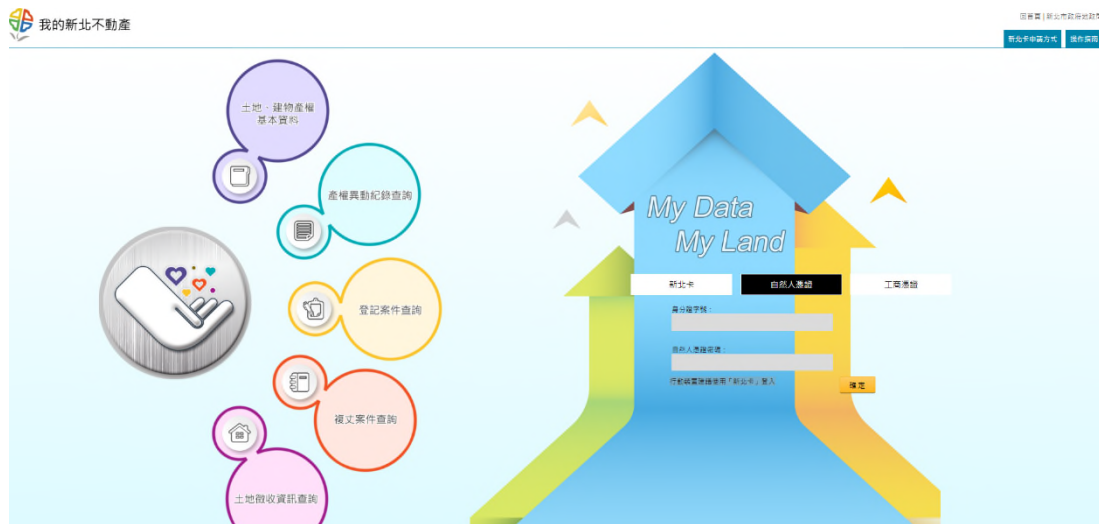 我的新北不動產
回首頁 | 新北市政府地政局
新北卡申請方式
操作探南
土地、建物產權
基本資料
產權異動紀錄查詢
登記案件查詢
複丈案件查詢
土地徵收資訊查詢
My Data
My Land
新北卡
自然人憑證
工商憑證
身分證字號：
自然人憑證密碼：
行動裝置請使用「新北卡」登入
確定